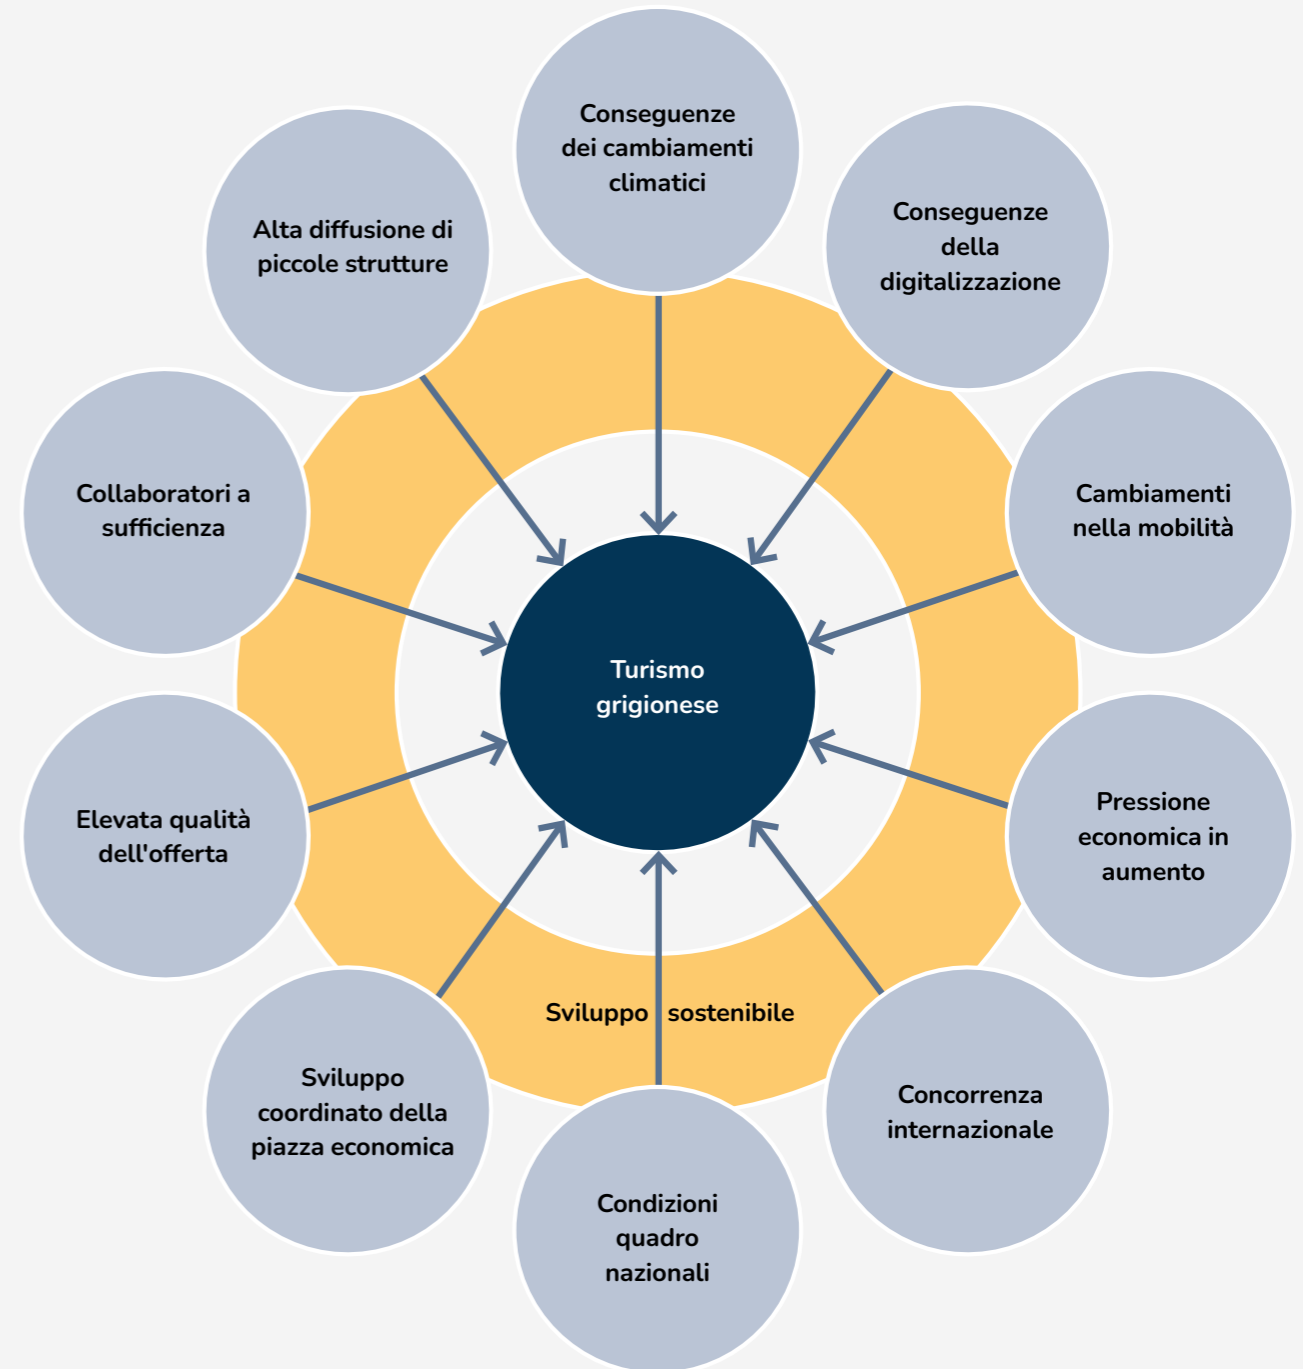 Conseguenze
dei cambiamenti
climatici
Conseguenze
della
digitalizzazione
Alta diffusione di
piccole strutture
Collaboratori a
sufficienza
Cambiamenti
nella mobilità
Turismo
grigionese
Elevata qualità
dell'offerta
Pressione
economica in
aumento
Sviluppo sostenibile
Sviluppo
coordinato della
piazza economica
Concorrenza
internazionale
Condizioni
quadro
nazionali